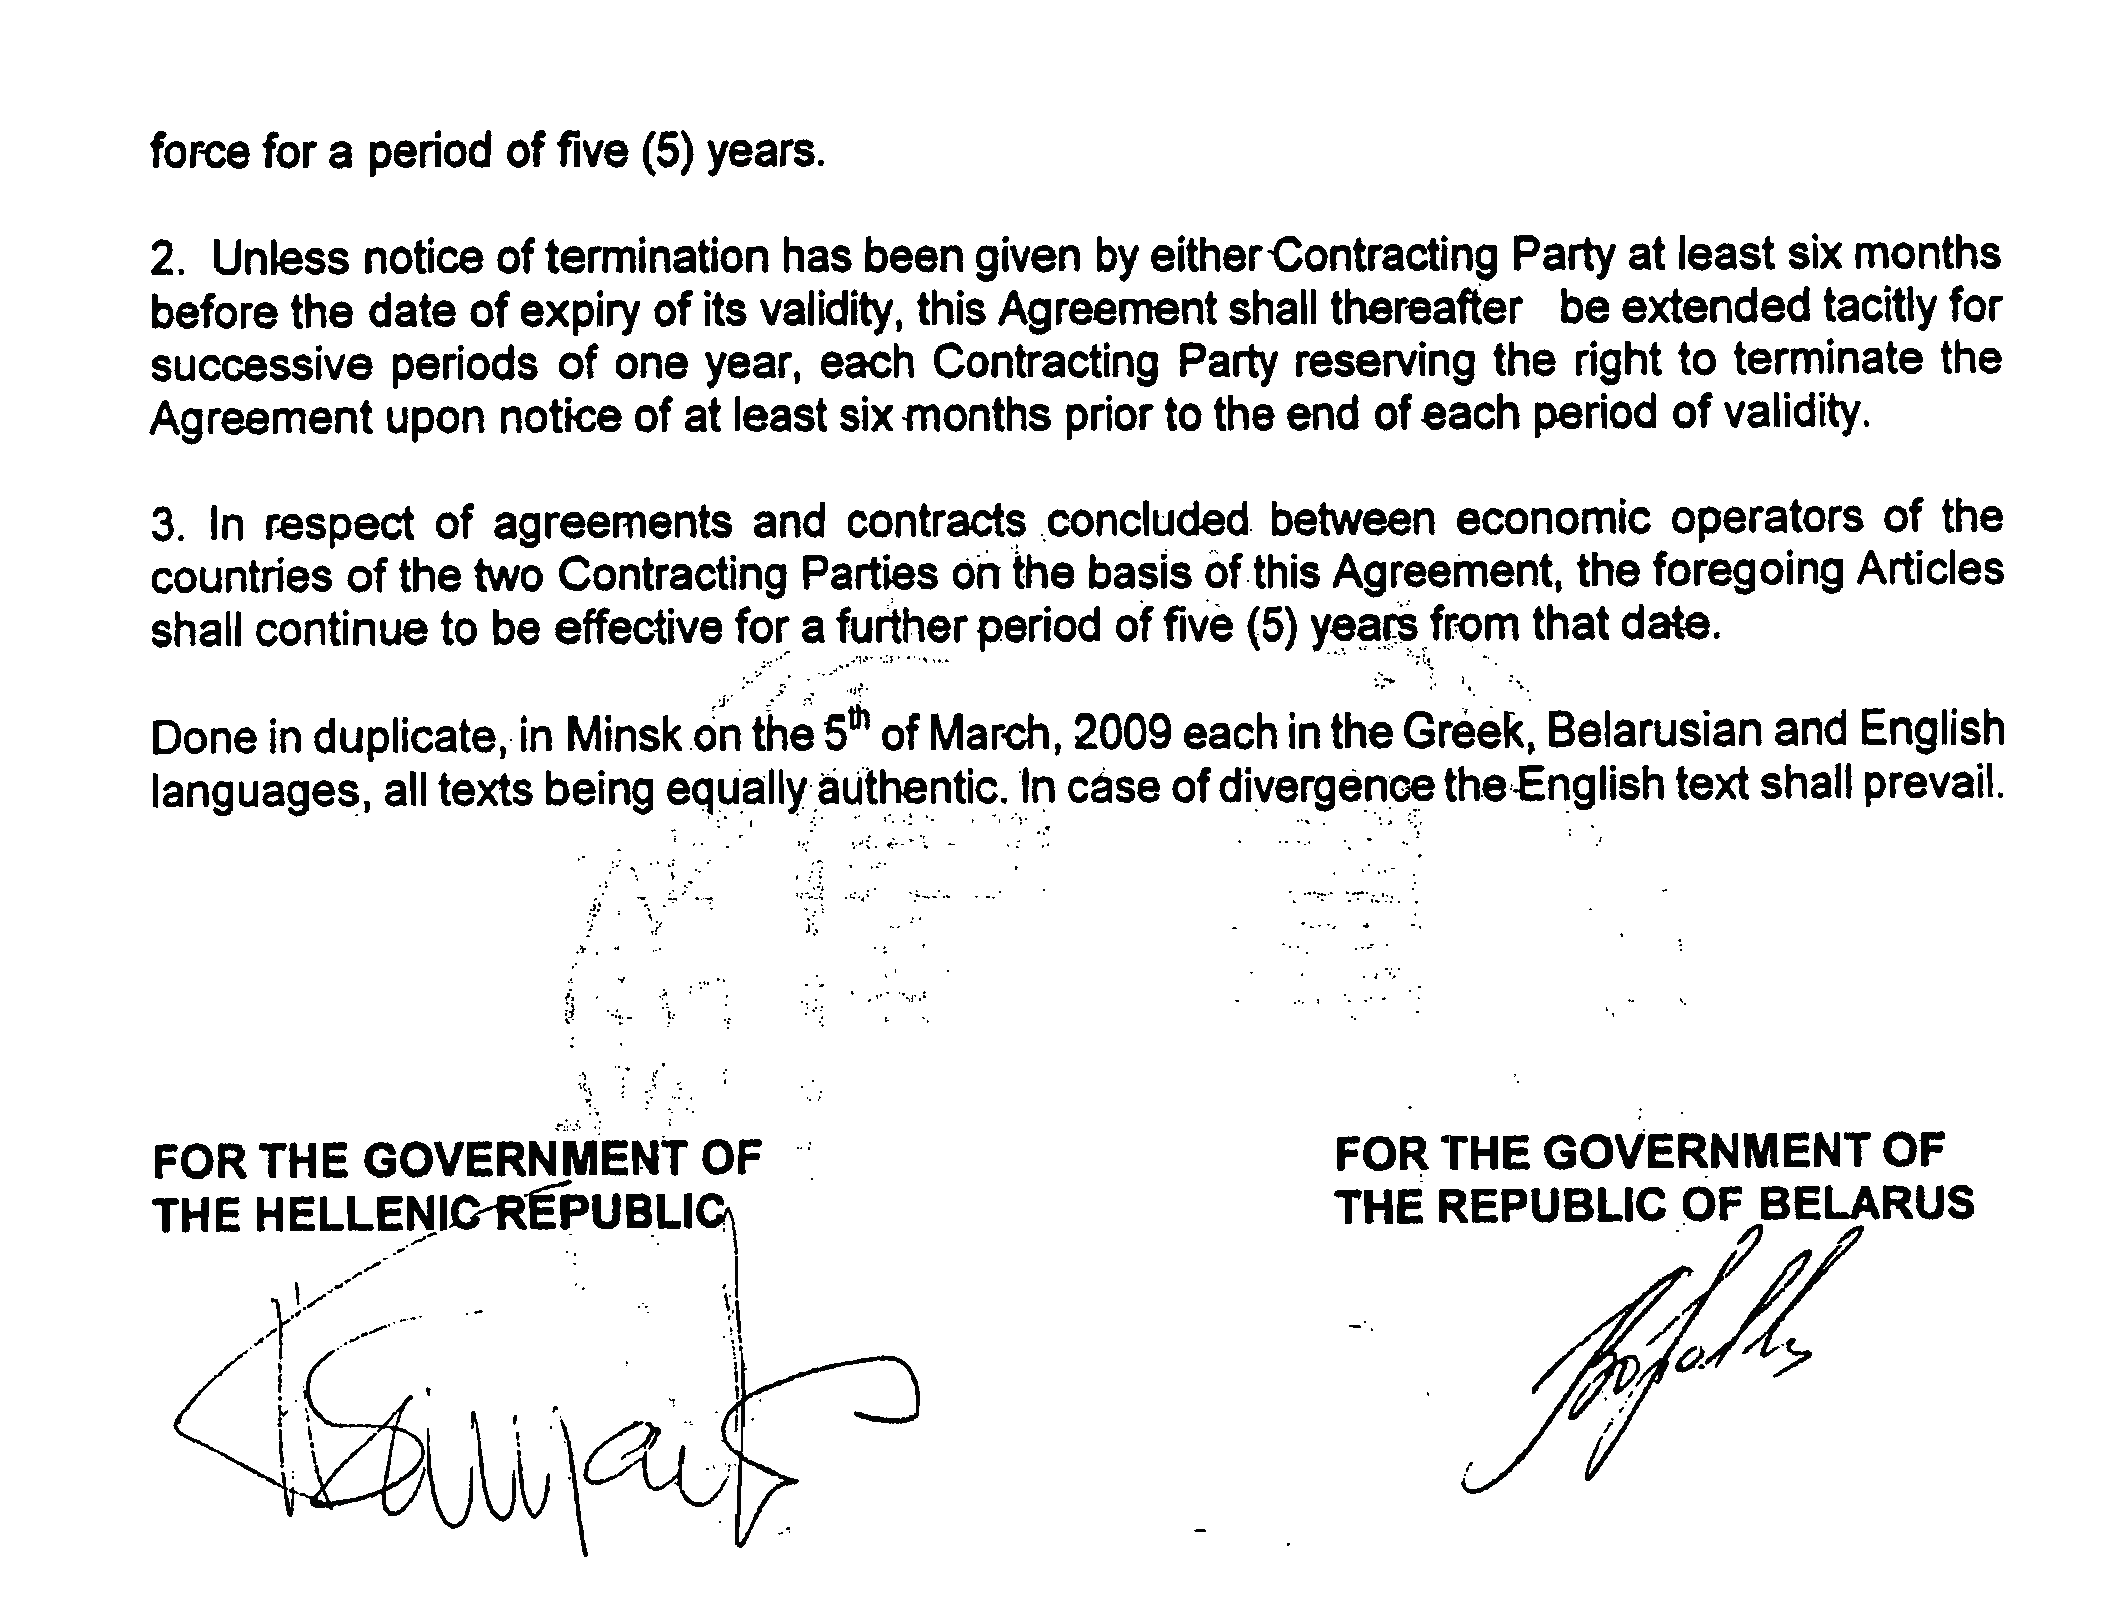 force for a period of five (5) years.
2. Unless notice of termination has been given by either Contracting Party at least six months
before the date of expiry of its validity, this Agreement shall thereafter be extended tacitly for
successive periods of one year, each Contracting Party reserving the right to terminate the
Agreement upon notice of at least six months prior to the end of each period of validity.
3. In respect of agreements and contracts concluded between economic operators of the
countries of the two Contracting Parties on the basis of this Agreement, the foregoing Articles
shall continue to be effective for a further period of five (5) years from that date.
Done in duplicate, in Minsk on the 5th of March, 2009 each in the Greek, Belarusian and English
languages, all texts being equally authentic. In case of divergence the English text shall prevail.
FOR THE GOVERNMENT OF
THE HELLENIC REPUBLIC
FOR THE GOVERNMENT OF
THE REPUBLIC OF BELARUS